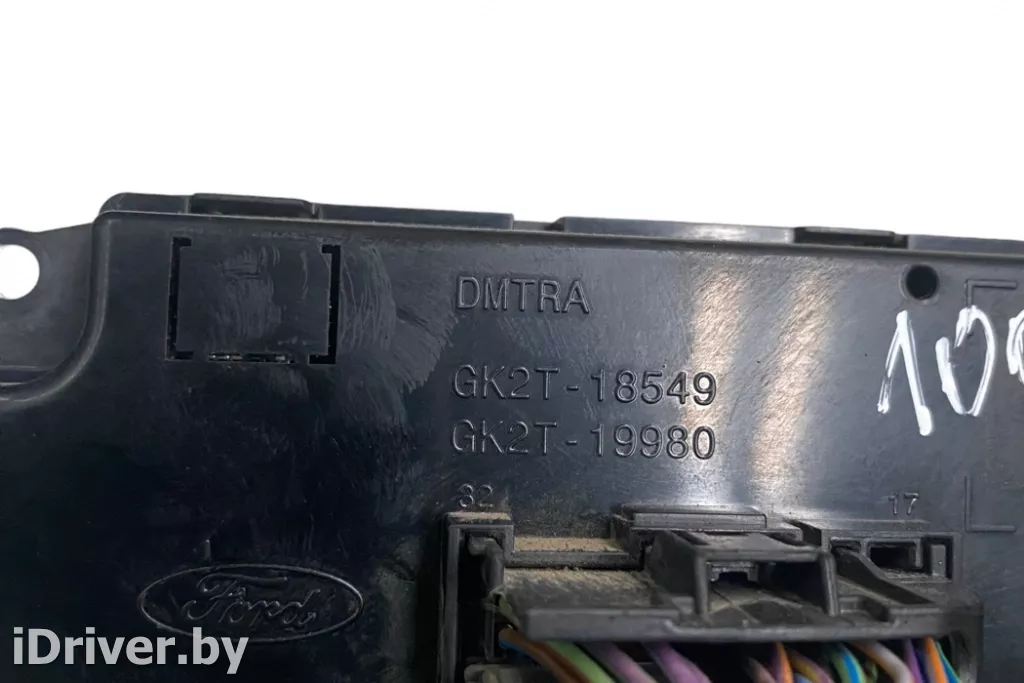 DMTRA
GK2T-18549
GK2T-19980
32
17
Ford
iDriver.by